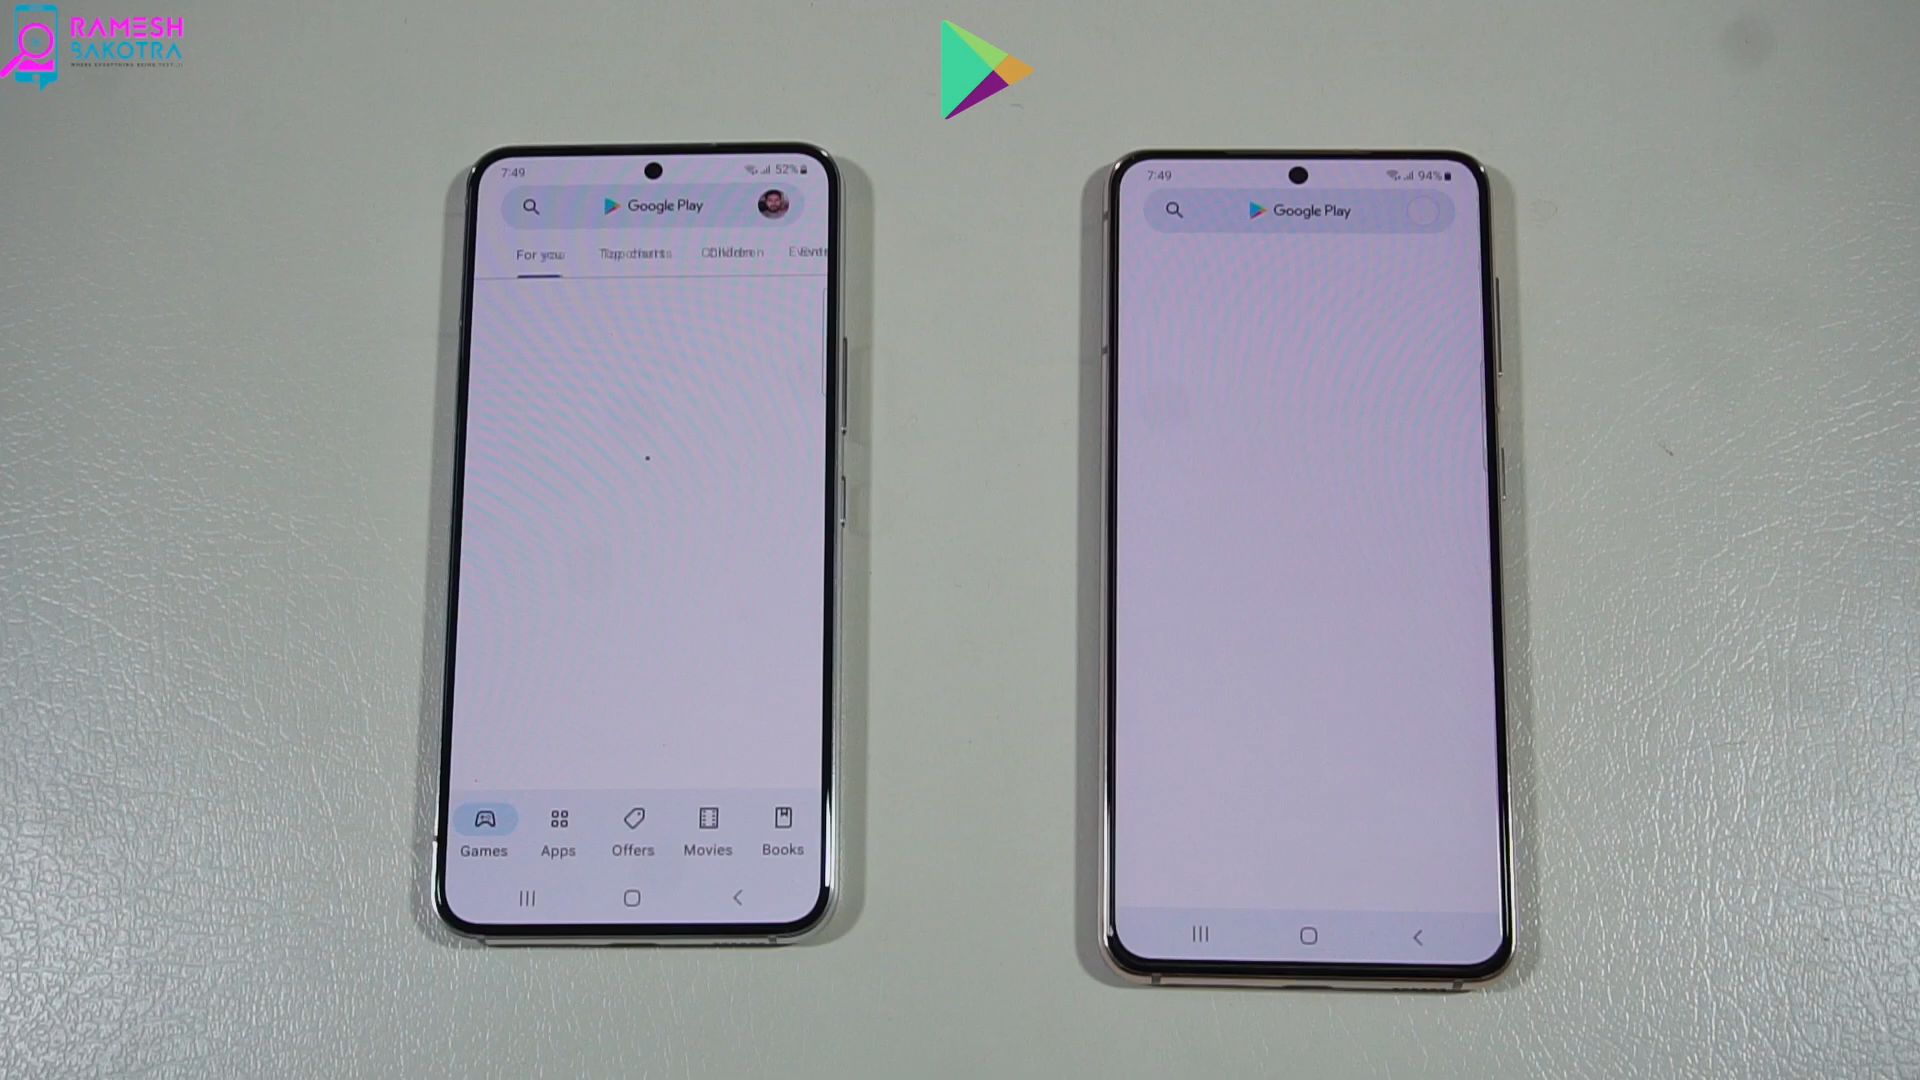 RAMESH
BAKOTRA
7:49
52%
Google Play
For you
Games
Apps
Offers
Movies
Books
7:49
94%
Google Play